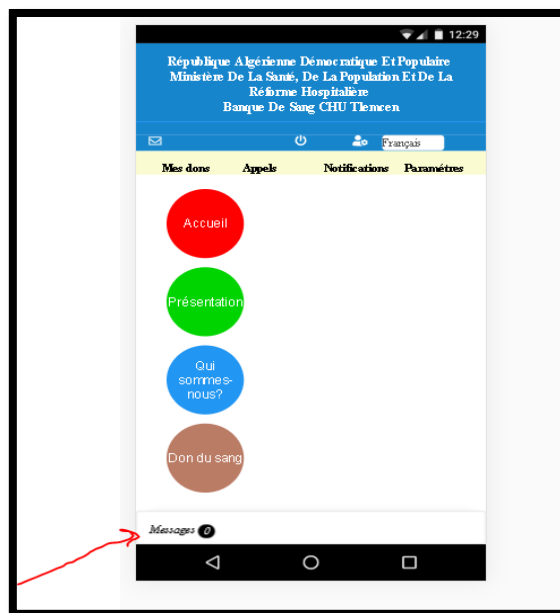 12:29
République Algérienne Démocratique Et Populaire
Ministère De La Santé, De La Population Et De La
Réforme Hospitalière
Banque De Sang CHU Tlemcen
Français
Mes dons Appels Notifications Paramétres
Accueil
Présentation
Qui
sommes-
nous?
Don du sang
Messages 0